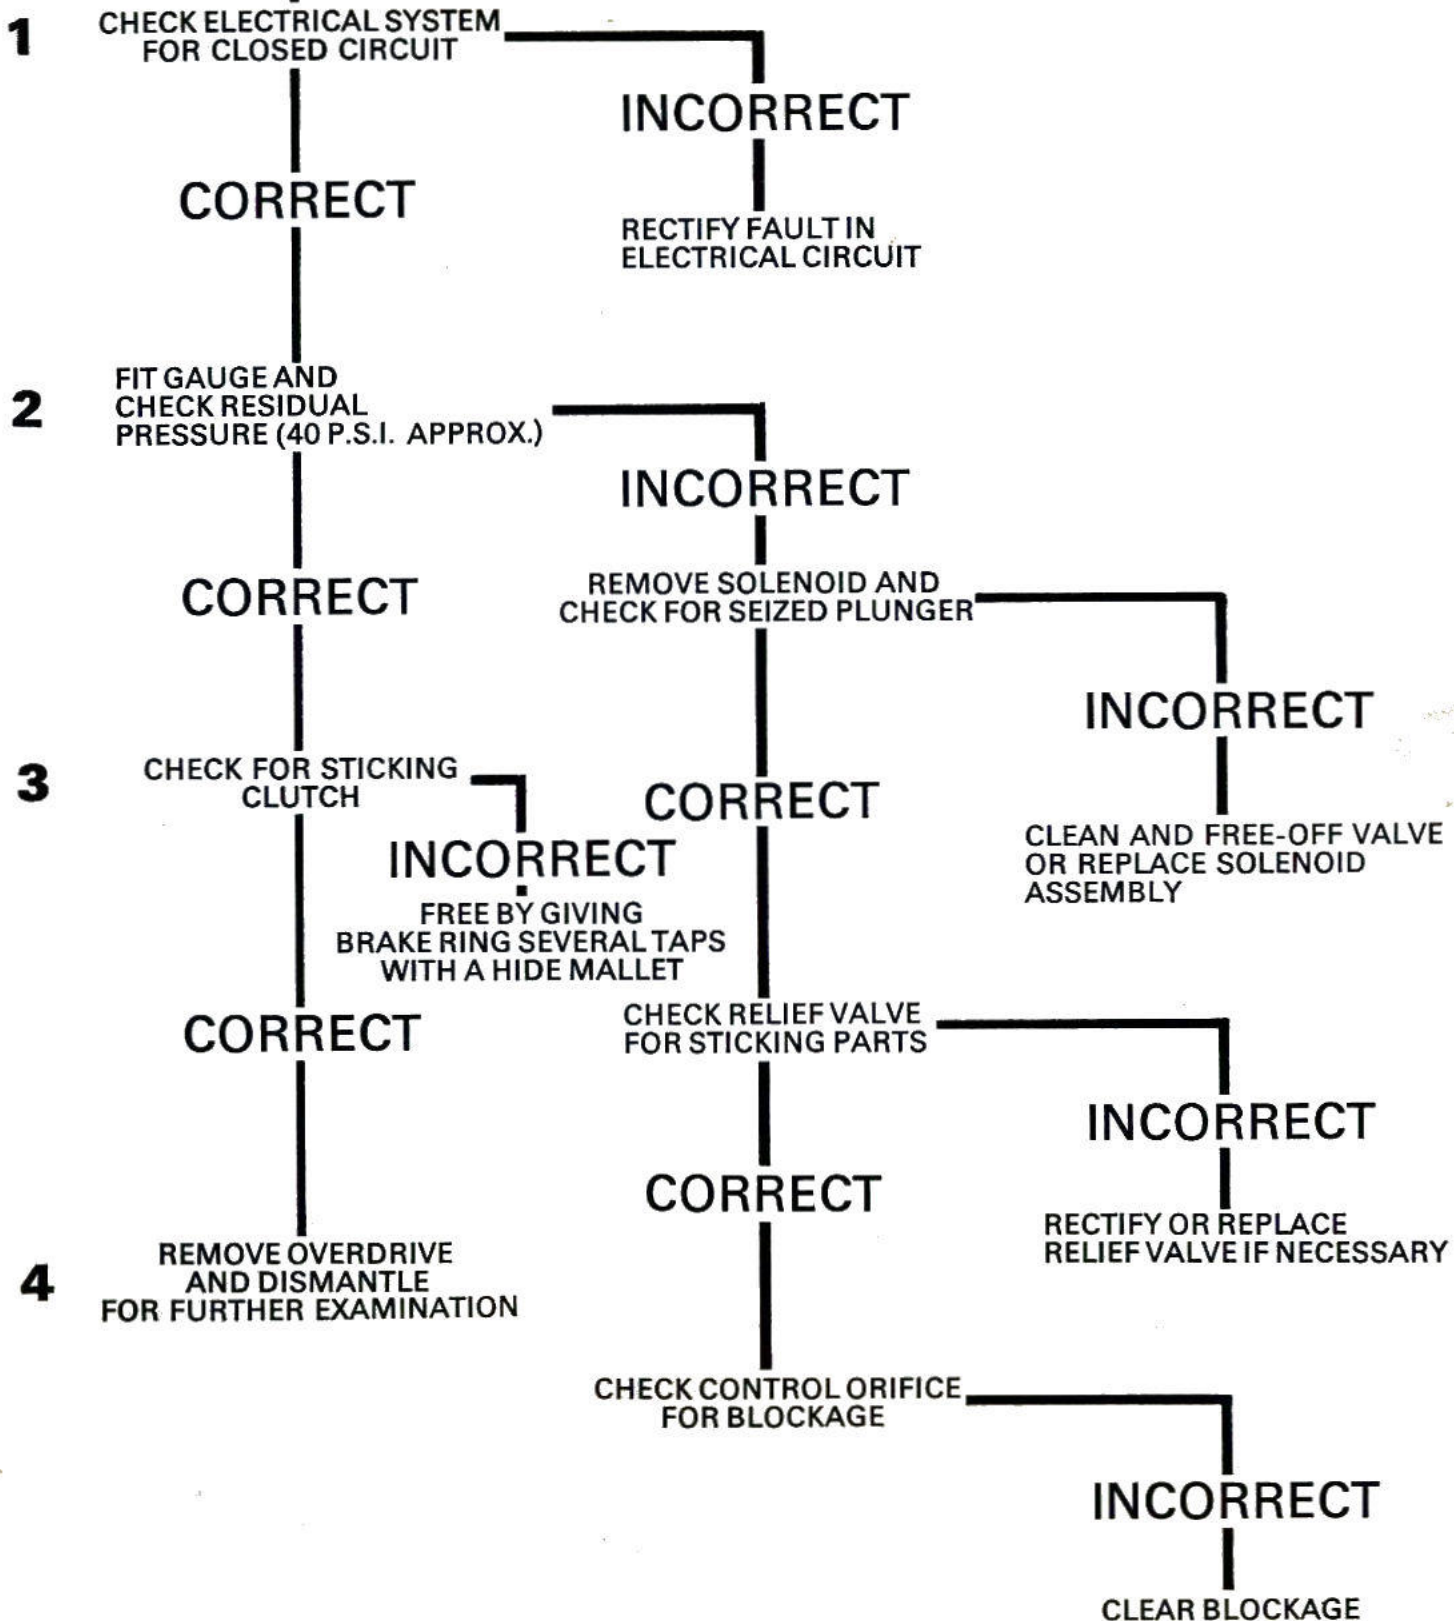 1
CHECK ELECTRICAL SYSTEM
FOR CLOSED CIRCUIT
INCORRECT
RECTIFY FAULT IN
ELECTRICAL CIRCUIT
CORRECT
2
FIT GAUGE AND
CHECK RESIDUAL
PRESSURE (40 P.S.I. APPROX.)
INCORRECT
REMOVE SOLENOID AND
CHECK FOR SEIZED PLUNGER
INCORRECT
CLEAN AND FREE-OFF VALVE
OR REPLACE SOLENOID
ASSEMBLY
CORRECT
CHECK RELIEF VALVE
FOR STICKING PARTS
INCORRECT
RECTIFY OR REPLACE
RELIEF VALVE IF NECESSARY
CORRECT
CHECK CONTROL ORIFICE
FOR BLOCKAGE
INCORRECT
CLEAR BLOCKAGE
CORRECT
3
CHECK FOR STICKING
CLUTCH
INCORRECT
FREE BY GIVING
BRAKE RING SEVERAL TAPS
WITH A HIDE MALLET
CORRECT
4
REMOVE OVERDRIVE
AND DISMANTLE
FOR FURTHER EXAMINATION